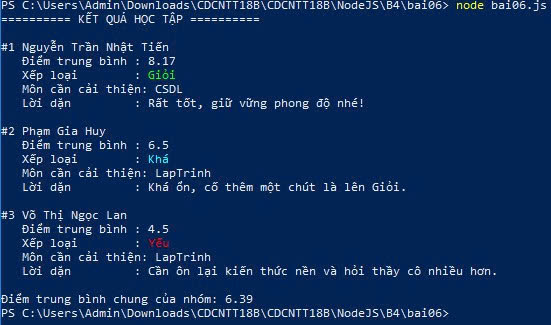 PS C:\Users\Admin\Downloads\CDCNTT18B\CDCNTT18B\NodeJS\B4\bai06> node bai06.js
========== KẾT QUẢ HỌC TẬP ==========
#1 Nguyễn Trần Nhật Tiến
Điểm trung bình : 8.17
Xếp loại : Giỏi
Môn cần cải thiện: CSDL
Lời dặn : Rất tốt, giữ vững phong độ nhé!
#2 Phạm Gia Huy
Điểm trung bình : 6.5
Xếp loại : Khá
Môn cần cải thiện: LapTrinh
Lời dặn : Khá ổn, cố thêm một chút là lên Giỏi.
#3 Võ Thị Ngọc Lan
Điểm trung bình : 4.5
Xếp loại : Yếu
Môn cần cải thiện: LapTrinh
Lời dặn : Cần ôn lại kiến thức nền và hỏi thầy cô nhiều hơn.
Điểm trung bình chung của nhóm: 6.39
PS C:\Users\Admin\Downloads\CDCNTT18B\CDCNTT18B\NodeJS\B4\bai06>